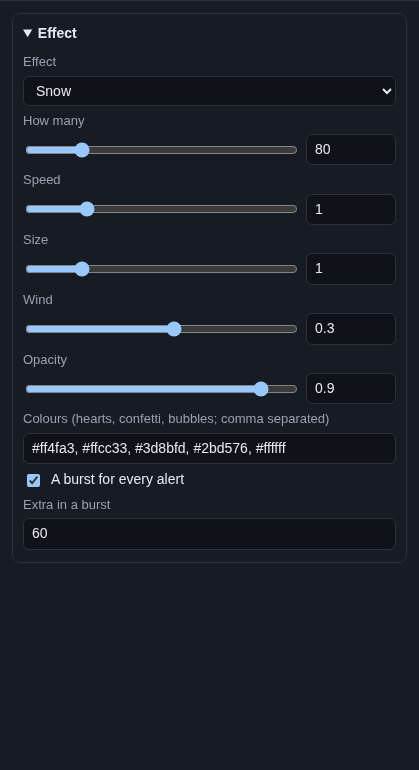 Effect
Effect
Snow
How many
80
Speed
1
Size
1
Wind
0.3
Opacity
0.9
Colours (hearts, confetti, bubbles; comma separated)
#ff4fa3, #ffcc33, #3d8bfd, #2bd576, #ffffff
A burst for every alert
Extra in a burst
60